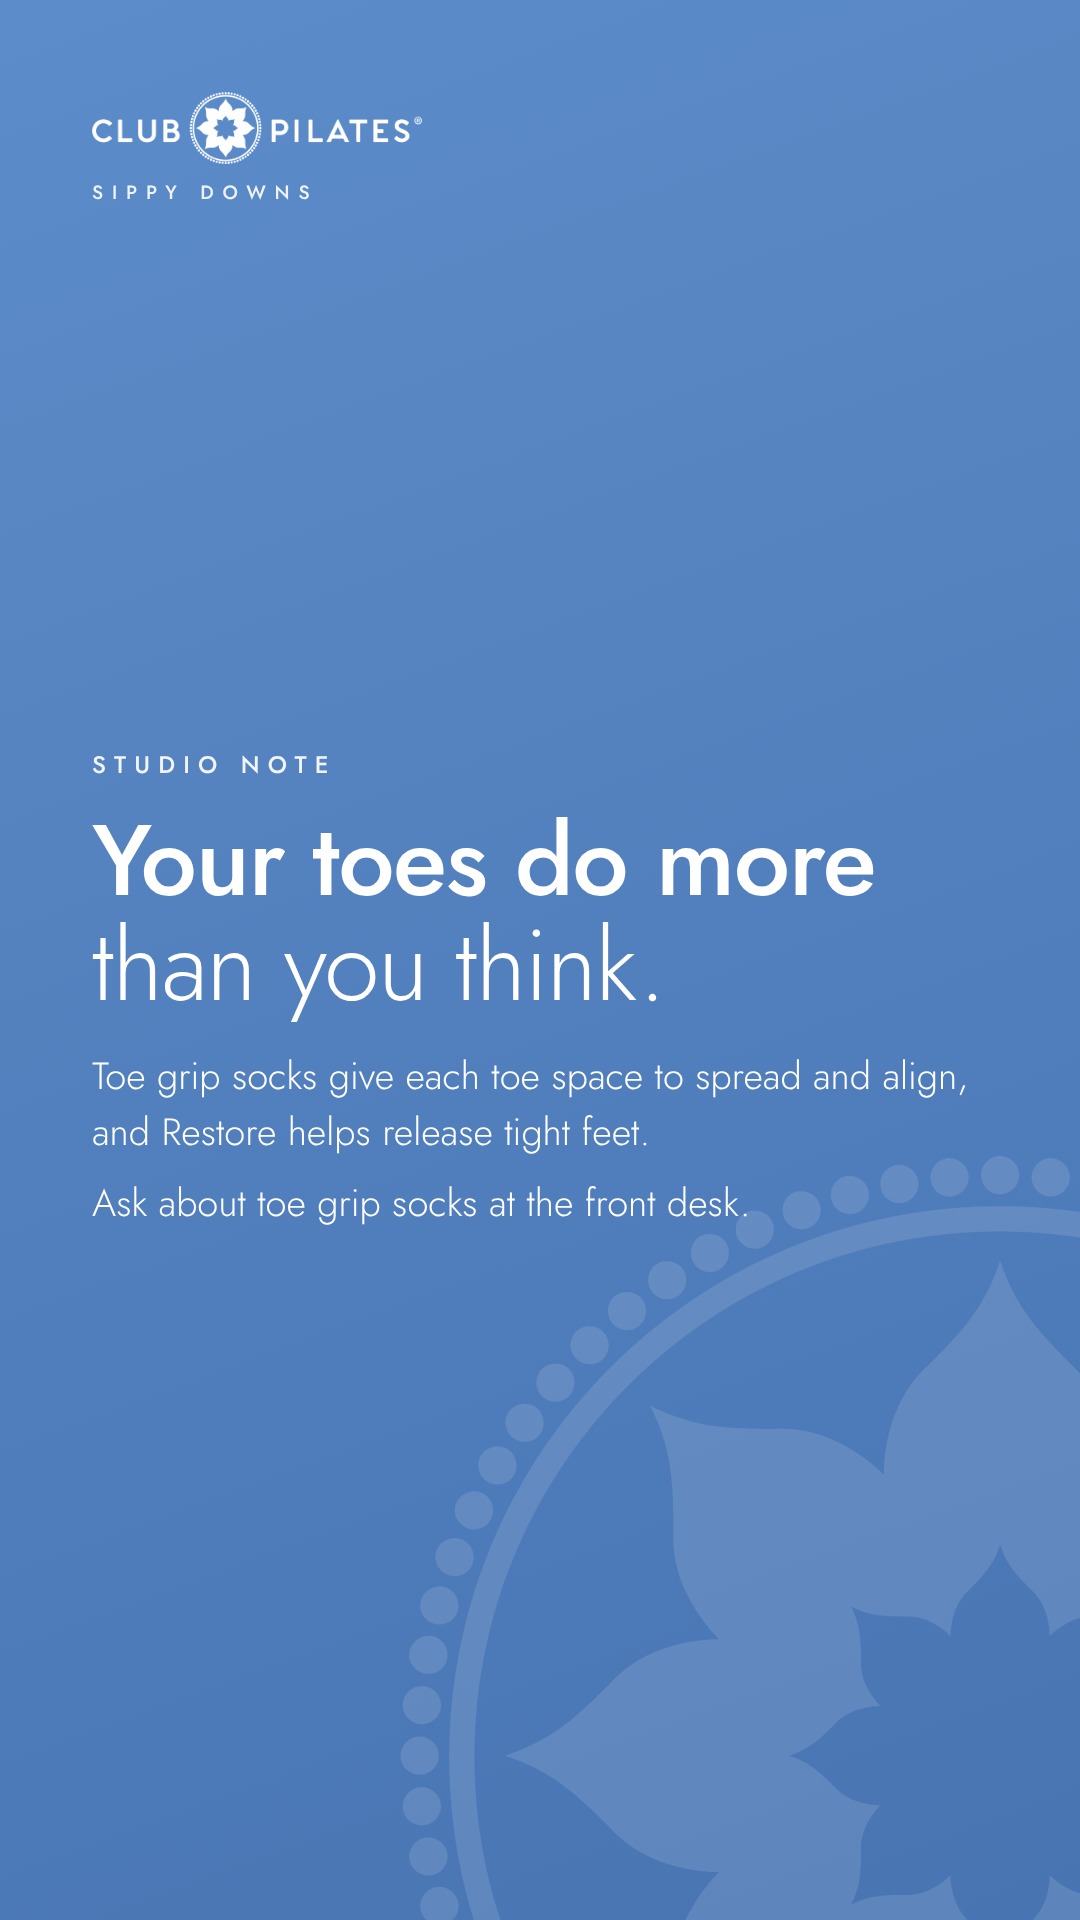 CLUB PILATES®
SIPPY DOWNS
STUDIO NOTE
Your toes do more
than you think.
Toe grip socks give each toe space to spread and align,
and Restore helps release tight feet.
Ask about toe grip socks at the front desk.